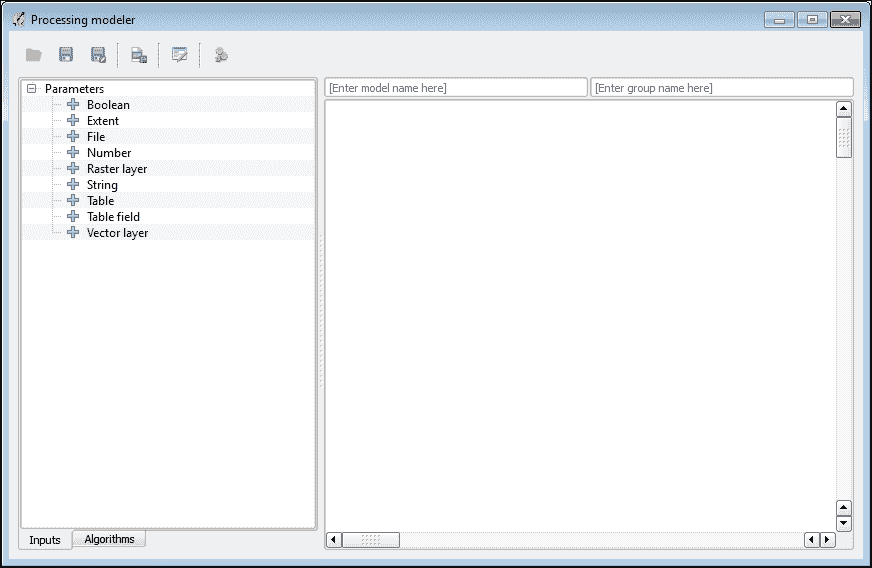 Processing modeler
Parameters
Boolean
Extent
File
Number
Raster layer
String
Table
Table field
Vector layer
[Enter model name here]
[Enter group name here]
Inputs
Algorithms